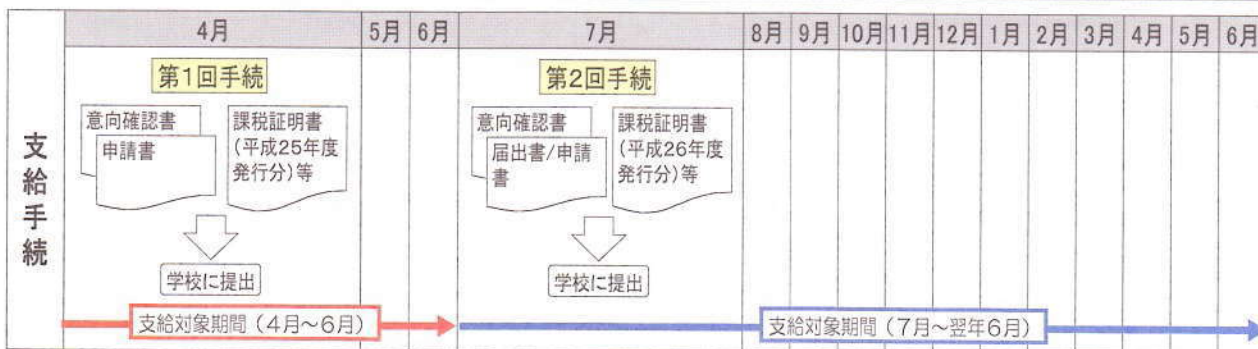 4月 5月 6月 7月 8月 9月 10月 11月 12月 1月 2月 3月 4月 5月 6月
支給手続
第1回手続
意向確認書
申請書
課税証明書
(平成25年度
発行分)等
学校に提出
支給対象期間(4月〜6月)
第2回手続
意向確認書
届出書/申請
書
課税証明書
(平成26年度
発行分)等
学校に提出
支給対象期間(7月〜翌年6月)